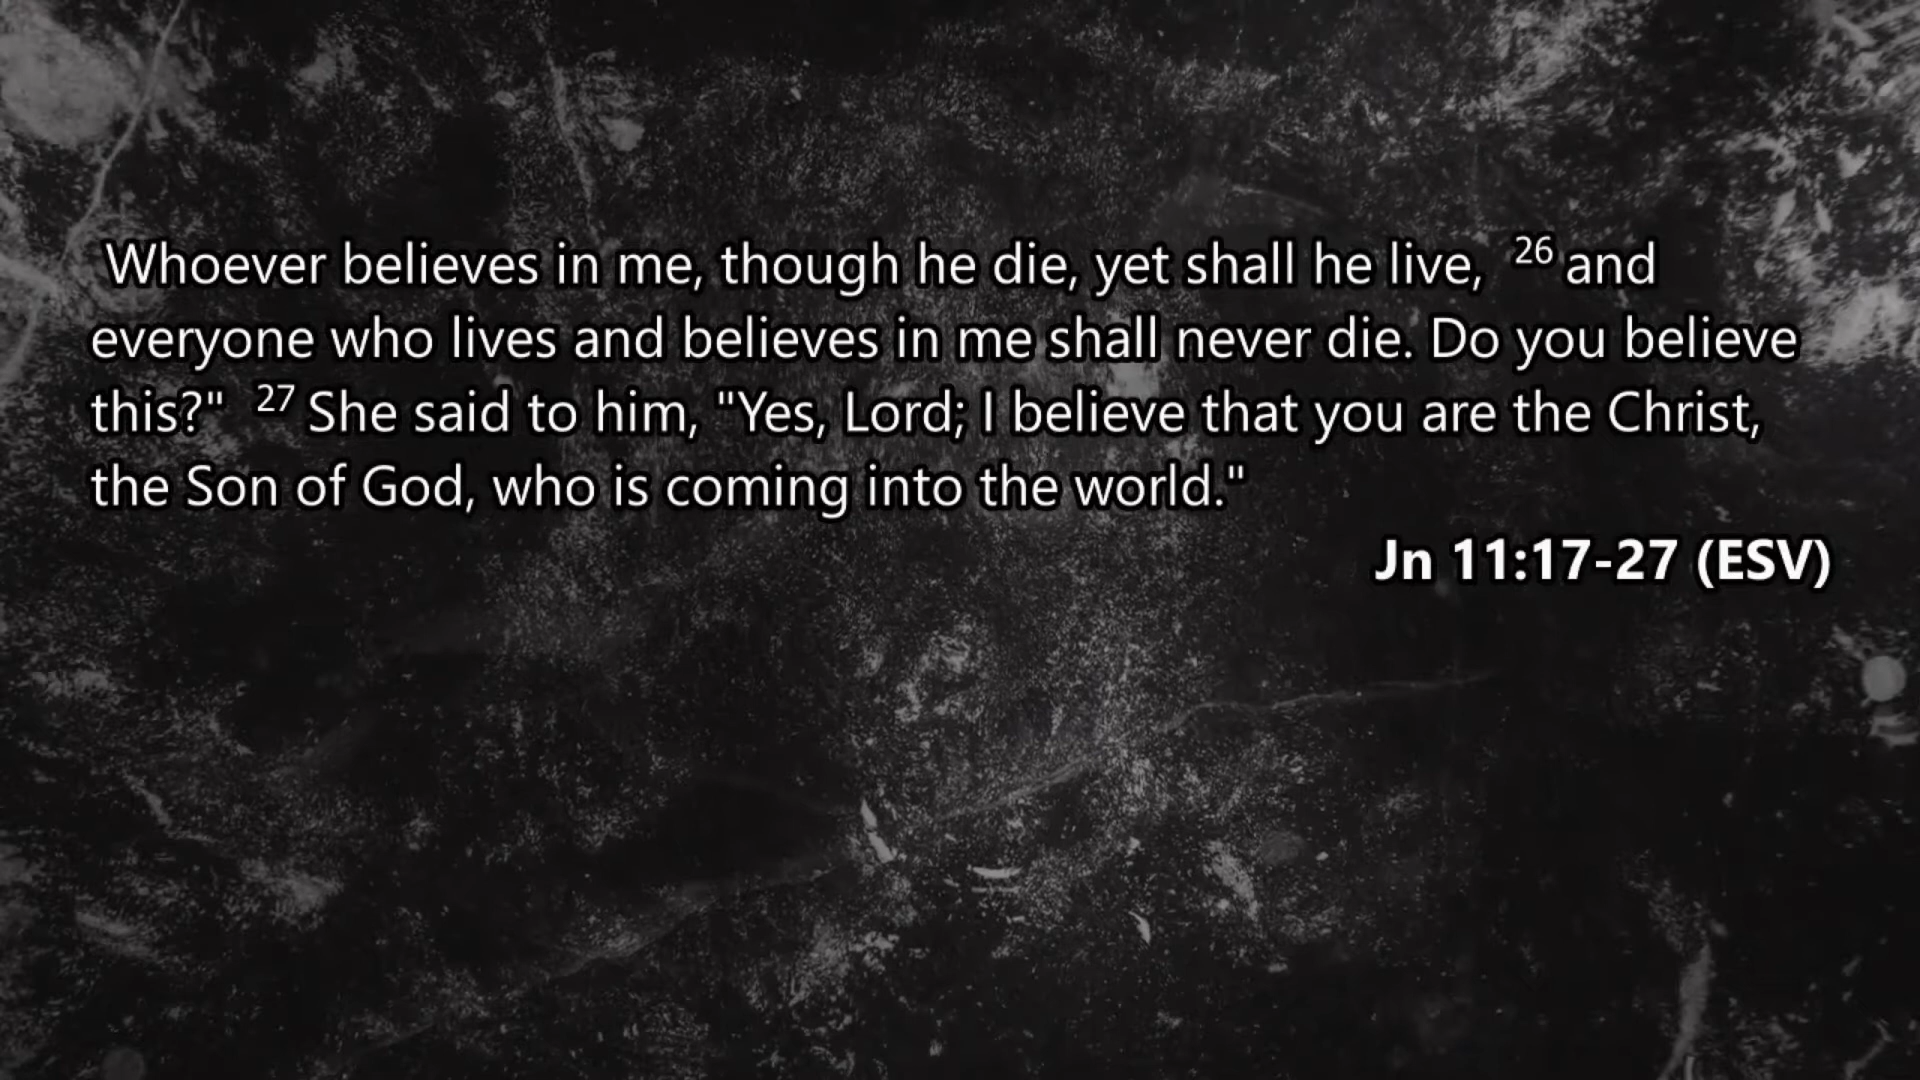 Whoever believes in me, though he die, yet shall he live, 26 and
everyone who lives and believes in me shall never die. Do you believe
this?" 27 She said to him, "Yes, Lord; I believe that you are the Christ,
the Son of God, who is coming into the world."
Jn 11:17-27 (ESV)